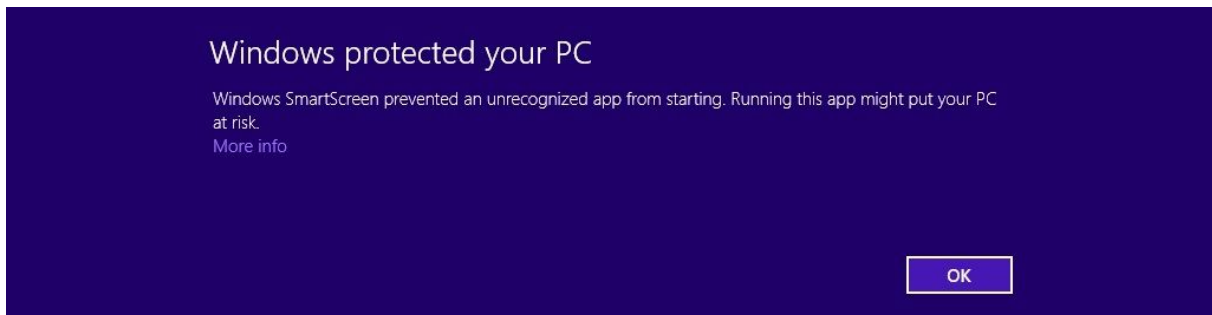 Windows protected your PC
Windows SmartScreen prevented an unrecognized app from starting. Running this app might put your PC
at risk.
More info
OK